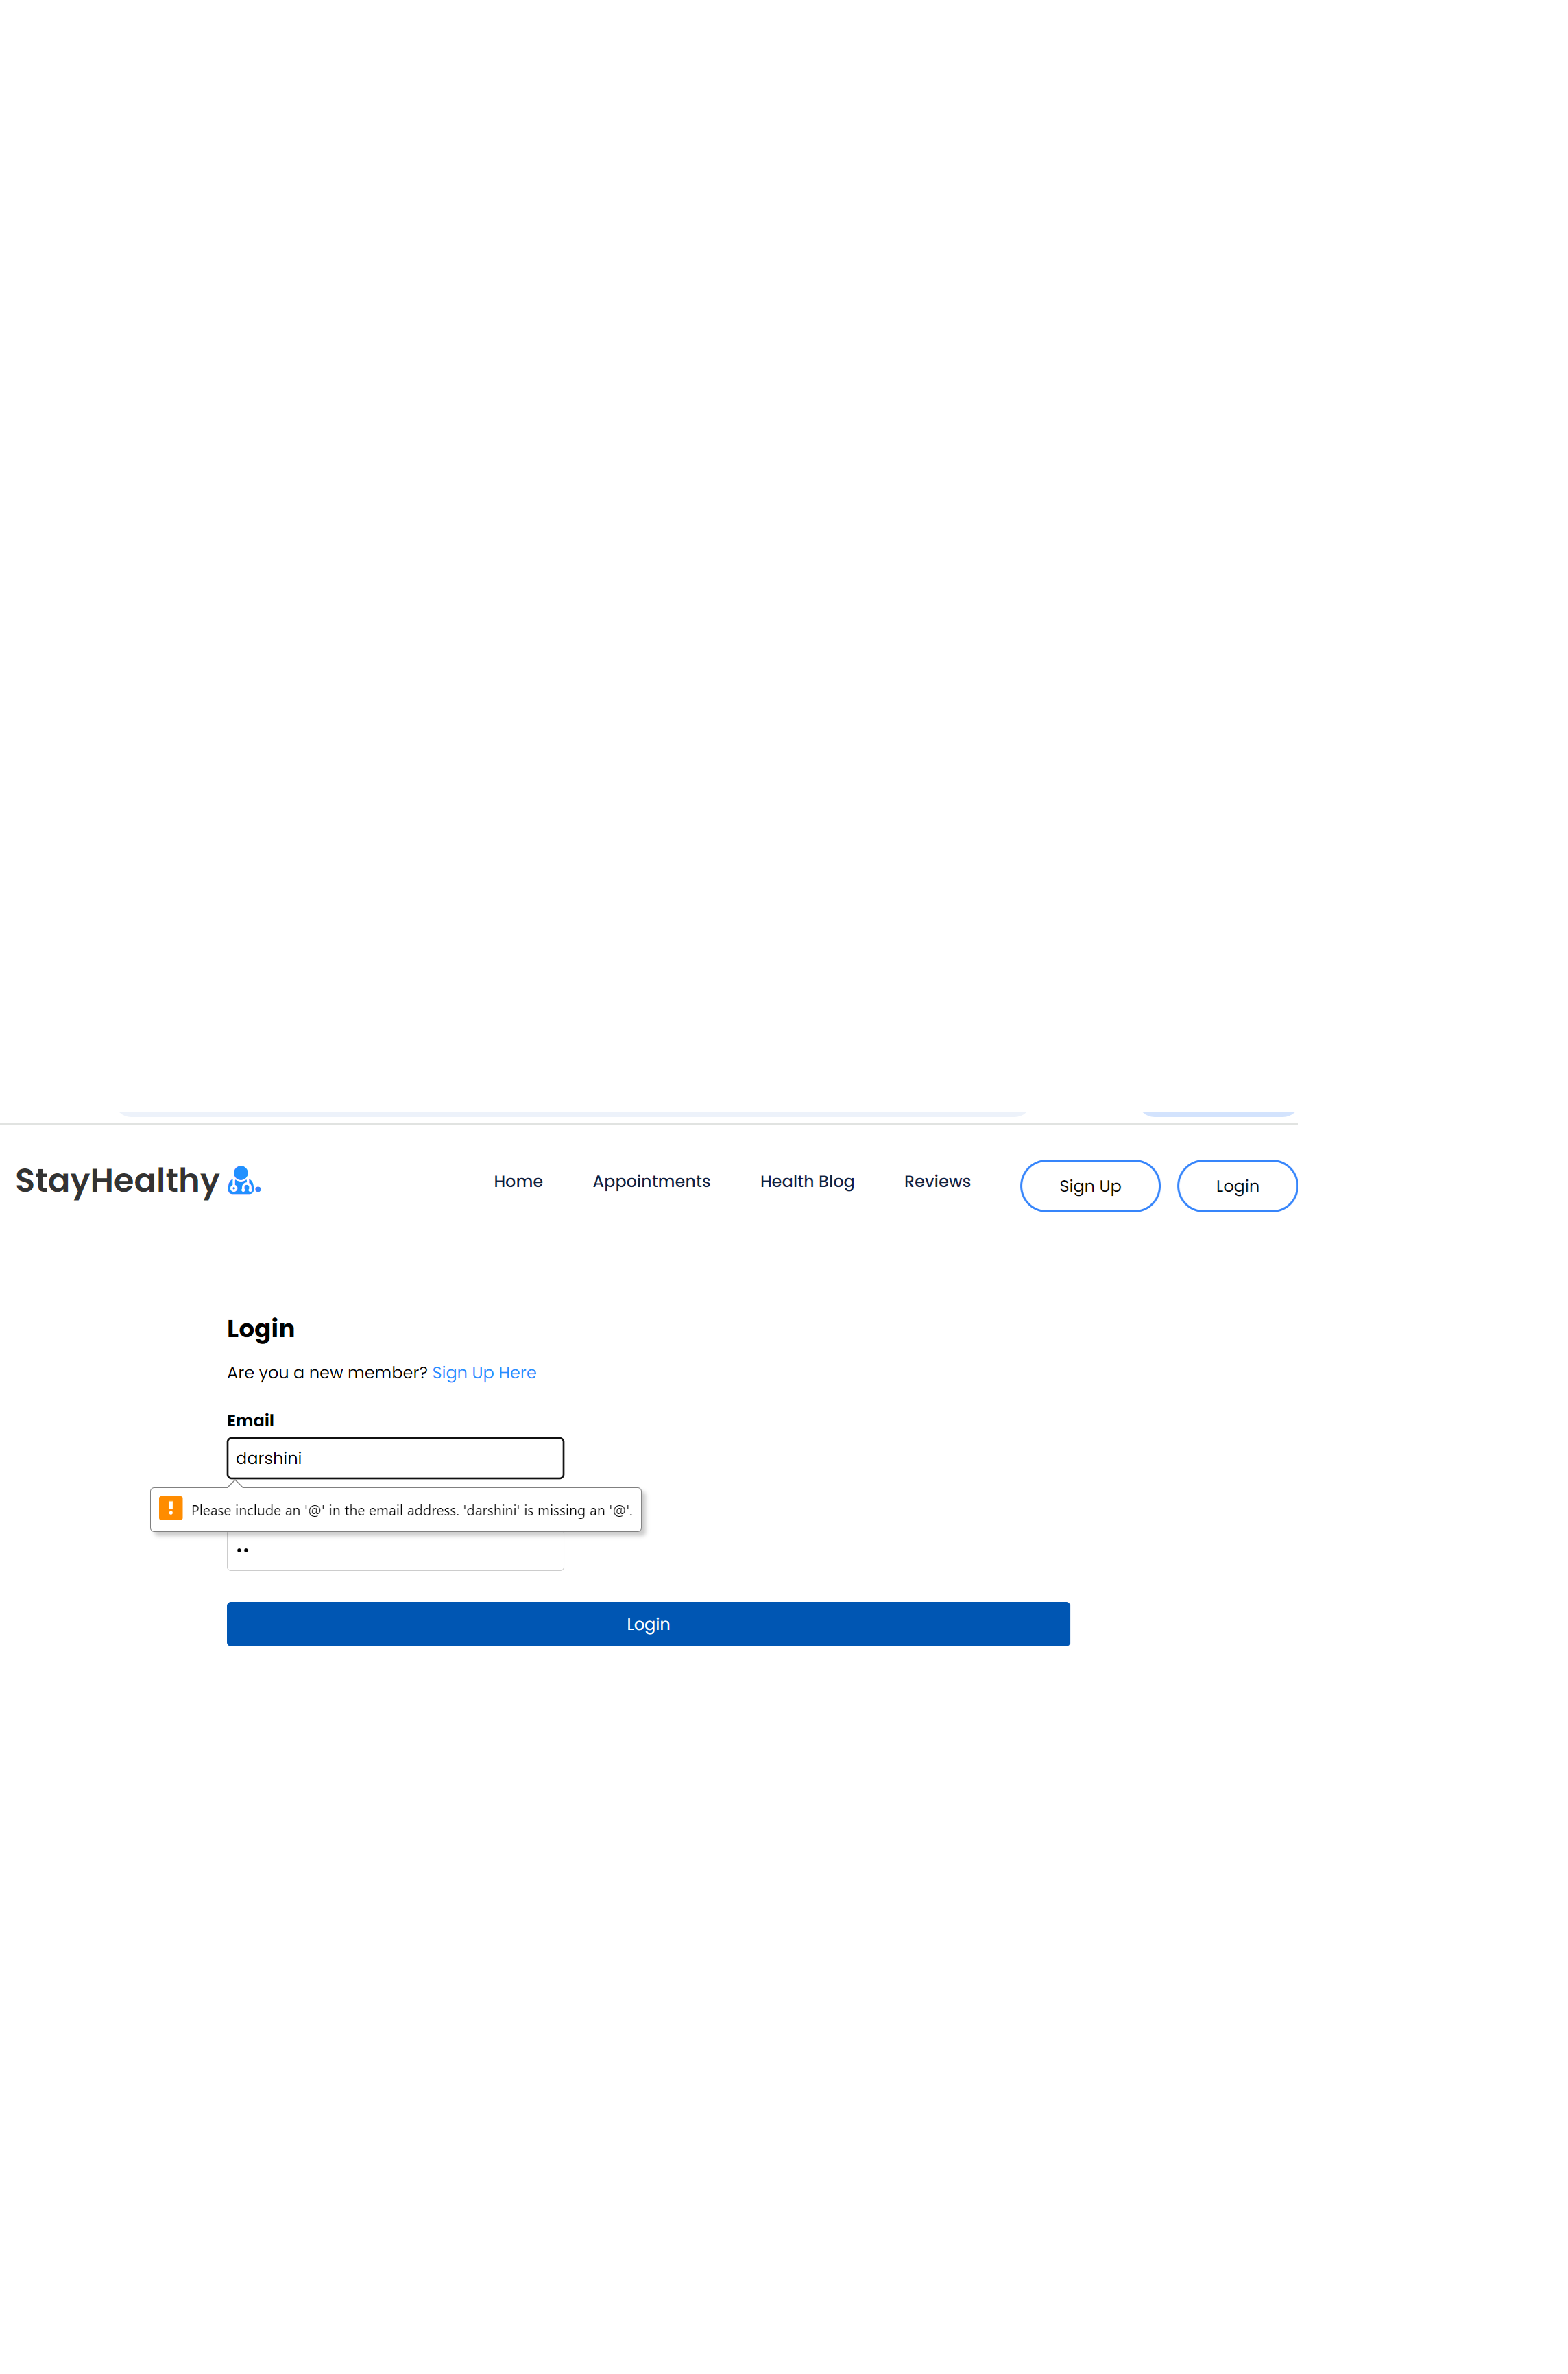 StayHealthy
Home Appointments Health Blog Reviews Sign Up Login
Login
Are you a new member? Sign Up Here
Email
darshini
Please include an '@' in the email address. 'darshini' is missing an '@'.
••
Login